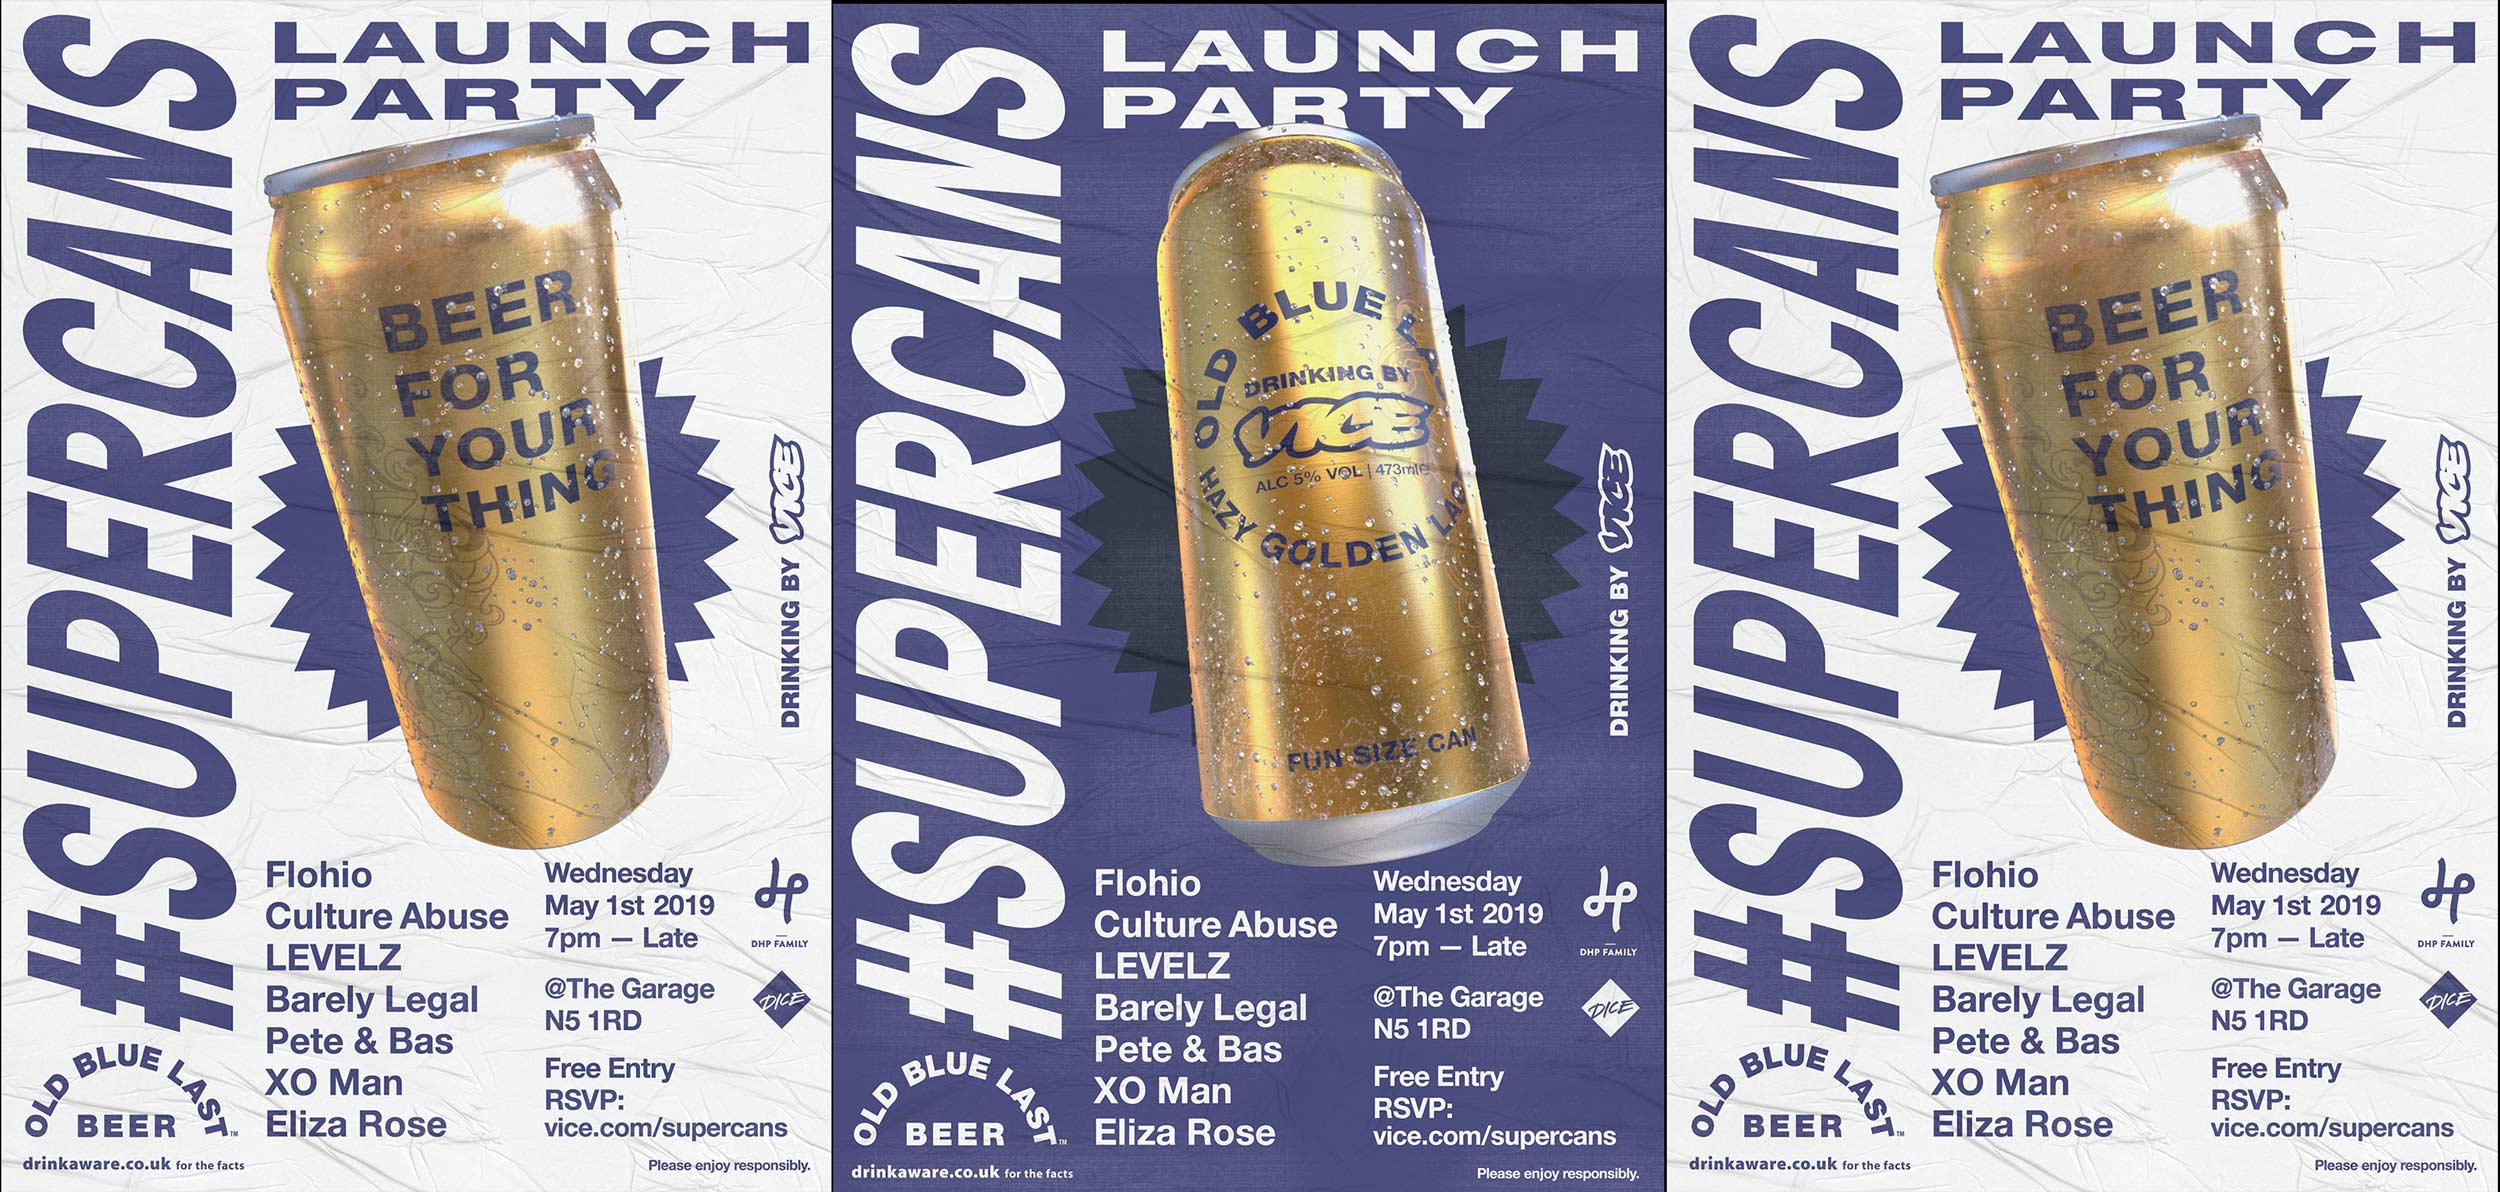 #SUPERCANS
LAUNCH
PARTY
BEER
FOR
YOUR
THING
DRINKING BY VICE
Flohio
Culture Abuse
LEVELZ
Barely Legal
Pete & Bas
XO Man
Eliza Rose
Wednesday
May 1st 2019
7pm — Late
@The Garage
N5 1RD
Free Entry
RSVP:
vice.com/supercans
DHP FAMILY
DICE
OLD BLUE LAST
BEER™
drinkaware.co.uk for the facts
Please enjoy responsibly.
#SUPERCANS
LAUNCH
PARTY
OLD BLUE
DRINKING BY
VICE
ALC 5% VOL | 473ml℮
HAZY GOLDEN
FUN SIZE CAN
DRINKING BY VICE
Flohio
Culture Abuse
LEVELZ
Barely Legal
Pete & Bas
XO Man
Eliza Rose
Wednesday
May 1st 2019
7pm — Late
@The Garage
N5 1RD
Free Entry
RSVP:
vice.com/supercans
DHP FAMILY
DICE
OLD BLUE LAST
BEER™
drinkaware.co.uk for the facts
Please enjoy responsibly.
#SUPERCANS
LAUNCH
PARTY
BEER
FOR
YOUR
THING
DRINKING BY VICE
Flohio
Culture Abuse
LEVELZ
Barely Legal
Pete & Bas
XO Man
Eliza Rose
Wednesday
May 1st 2019
7pm — Late
@The Garage
N5 1RD
Free Entry
RSVP:
vice.com/supercans
DHP FAMILY
DICE
OLD BLUE LAST
BEER™
drinkaware.co.uk for the facts
Please enjoy responsibly.